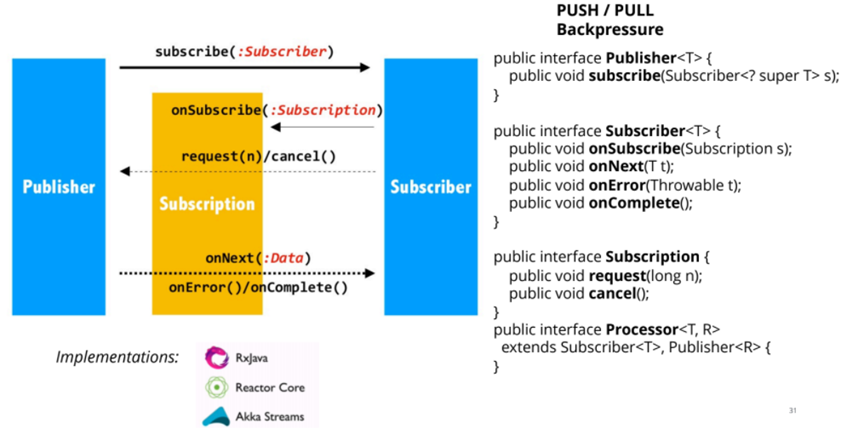 PUSH / PULL
Backpressure
subscribe(:Subscriber)
onSubscribe(:Subscription)
request(n)/cancel()
Publisher
Subscription
Subscriber
onNext(:Data)
onError()/onComplete()
Implementations:
RxJava
Reactor Core
Akka Streams
public interface Publisher<T> {
public void subscribe(Subscriber<? super T> s);
}
public interface Subscriber<T> {
public void onSubscribe(Subscription s);
public void onNext(T t);
public void onError(Throwable t);
public void onComplete();
}
public interface Subscription {
public void request(long n);
public void cancel();
}
public interface Processor<T, R>
extends Subscriber<T>, Publisher<R> {
}
31